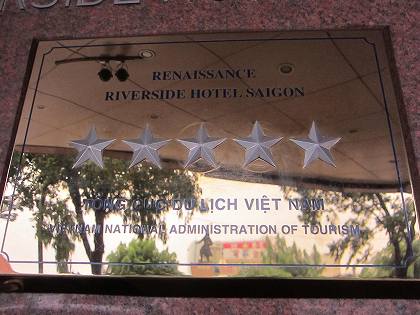 RENAISSANCE
RIVERSIDE HOTEL SAIGON
TỔNG CỤC DU LỊCH VIỆT NAM
VIETNAM NATIONAL ADMINISTRATION OF TOURISM